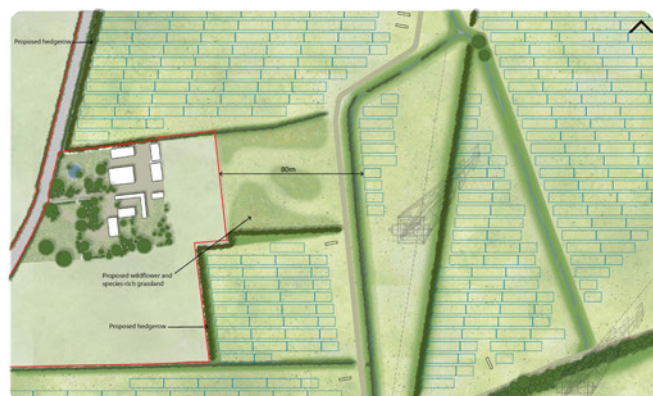 Proposed hedgerow
80m
Proposed wildflower and
species-rich grassland
Proposed hedgerow